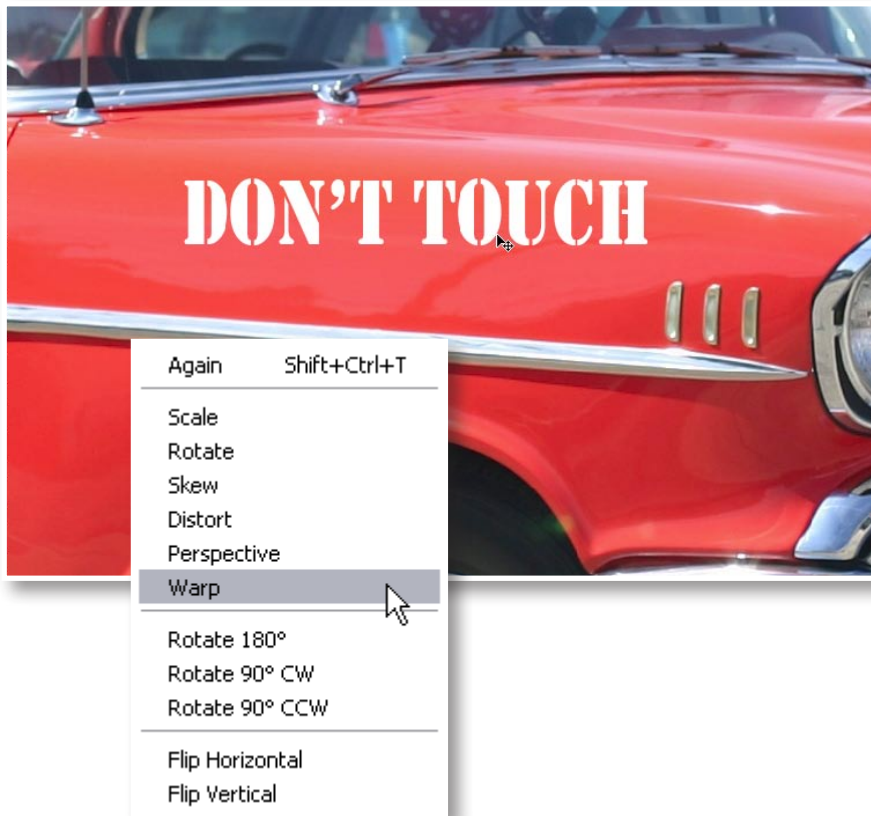 DON'T TOUCH
Again Shift+Ctrl+T
Scale
Rotate
Skew
Distort
Perspective
Warp
Rotate 180°
Rotate 90° CW
Rotate 90° CCW
Flip Horizontal
Flip Vertical